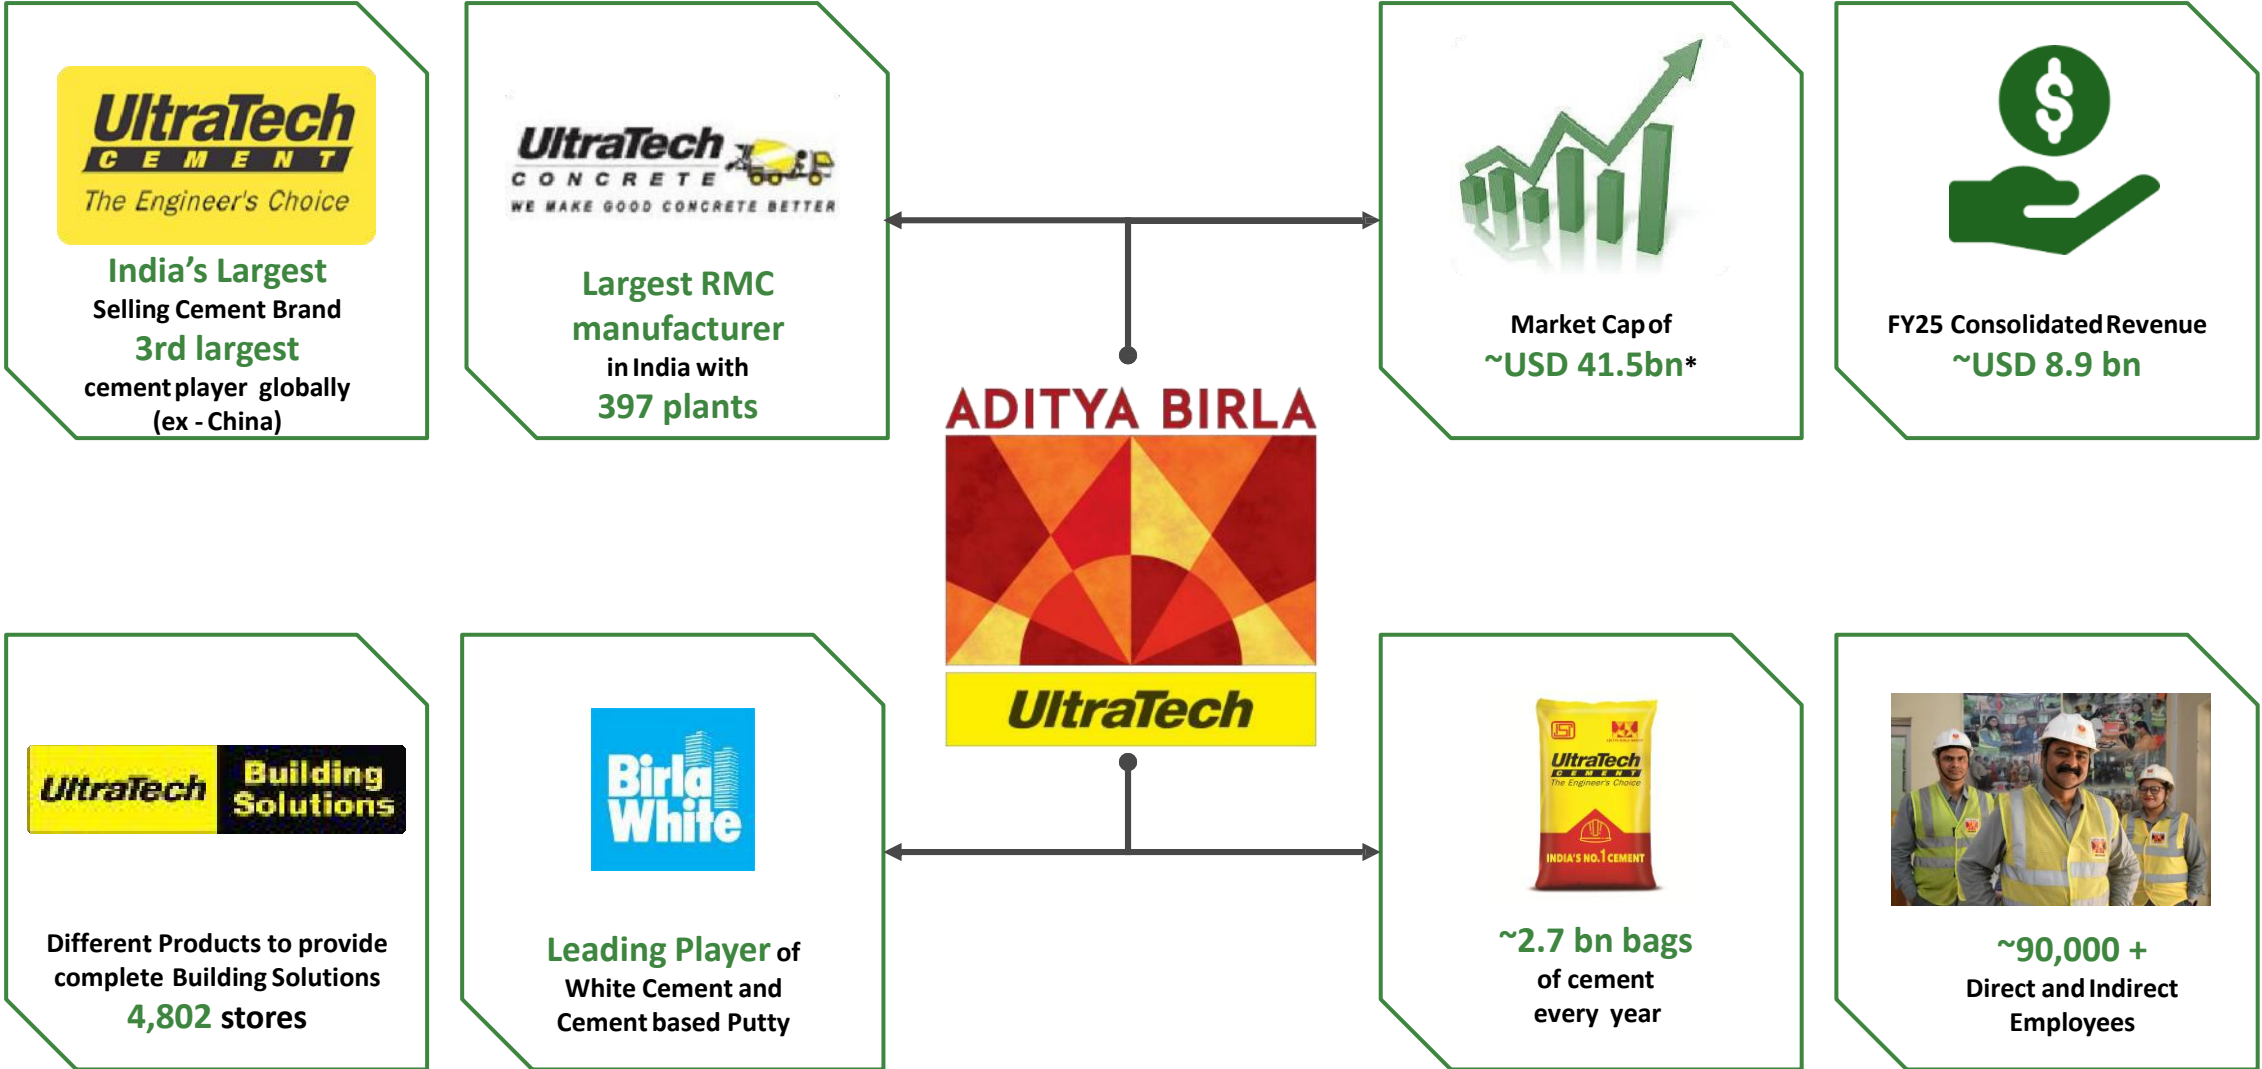 UltraTech
CEMENT
The Engineer's Choice
India’s Largest
Selling Cement Brand
3rd largest
cement player globally
(ex - China)
UltraTech
CONCRETE
WE MAKE GOOD CONCRETE BETTER
Largest RMC
manufacturer
in India with
397 plants
Market Cap of
~USD 41.5bn*
FY25 Consolidated Revenue
~USD 8.9 bn
ADITYA BIRLA
UltraTech
UltraTech
Building
Solutions
Different Products to provide
complete Building Solutions
4,802 stores
Birla
White
Leading Player of
White Cement and
Cement based Putty
UltraTech
CEMENT
The Engineer's Choice
INDIA'S NO.1 CEMENT
~2.7 bn bags
of cement
every year
~90,000 +
Direct and Indirect
Employees